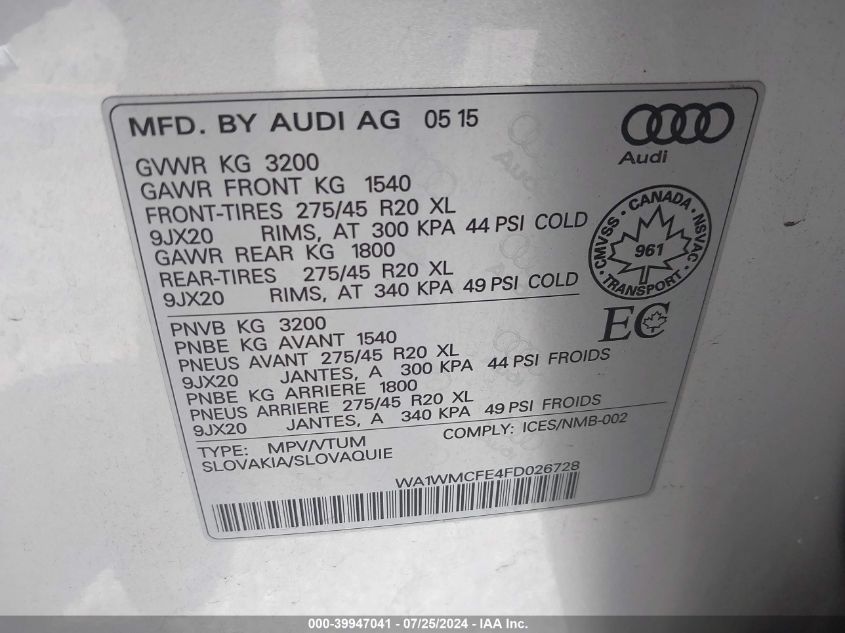 MFD. BY AUDI AG 05 15
Audi
GVWR KG 3200
GAWR FRONT KG 1540
FRONT-TIRES 275/45 R20 XL
9JX20 RIMS, AT 300 KPA 44 PSI COLD
GAWR REAR KG 1800
REAR-TIRES 275/45 R20 XL
9JX20 RIMS, AT 340 KPA 49 PSI COLD
CMVSS · CANADA · NSVAC
961
TRANSPORT
EC
PNVB KG 3200
PNBE KG AVANT 1540
PNEUS AVANT 275/45 R20 XL
9JX20 JANTES, A 300 KPA 44 PSI FROIDS
PNBE KG ARRIERE 1800
PNEUS ARRIERE 275/45 R20 XL
9JX20 JANTES, A 340 KPA 49 PSI FROIDS
TYPE: MPV/VTUM COMPLY: ICES/NMB-002
SLOVAKIA/SLOVAQUIE
WA1WMCFE4FD026728
000-39947041 - 07/25/2024 - IAA Inc.